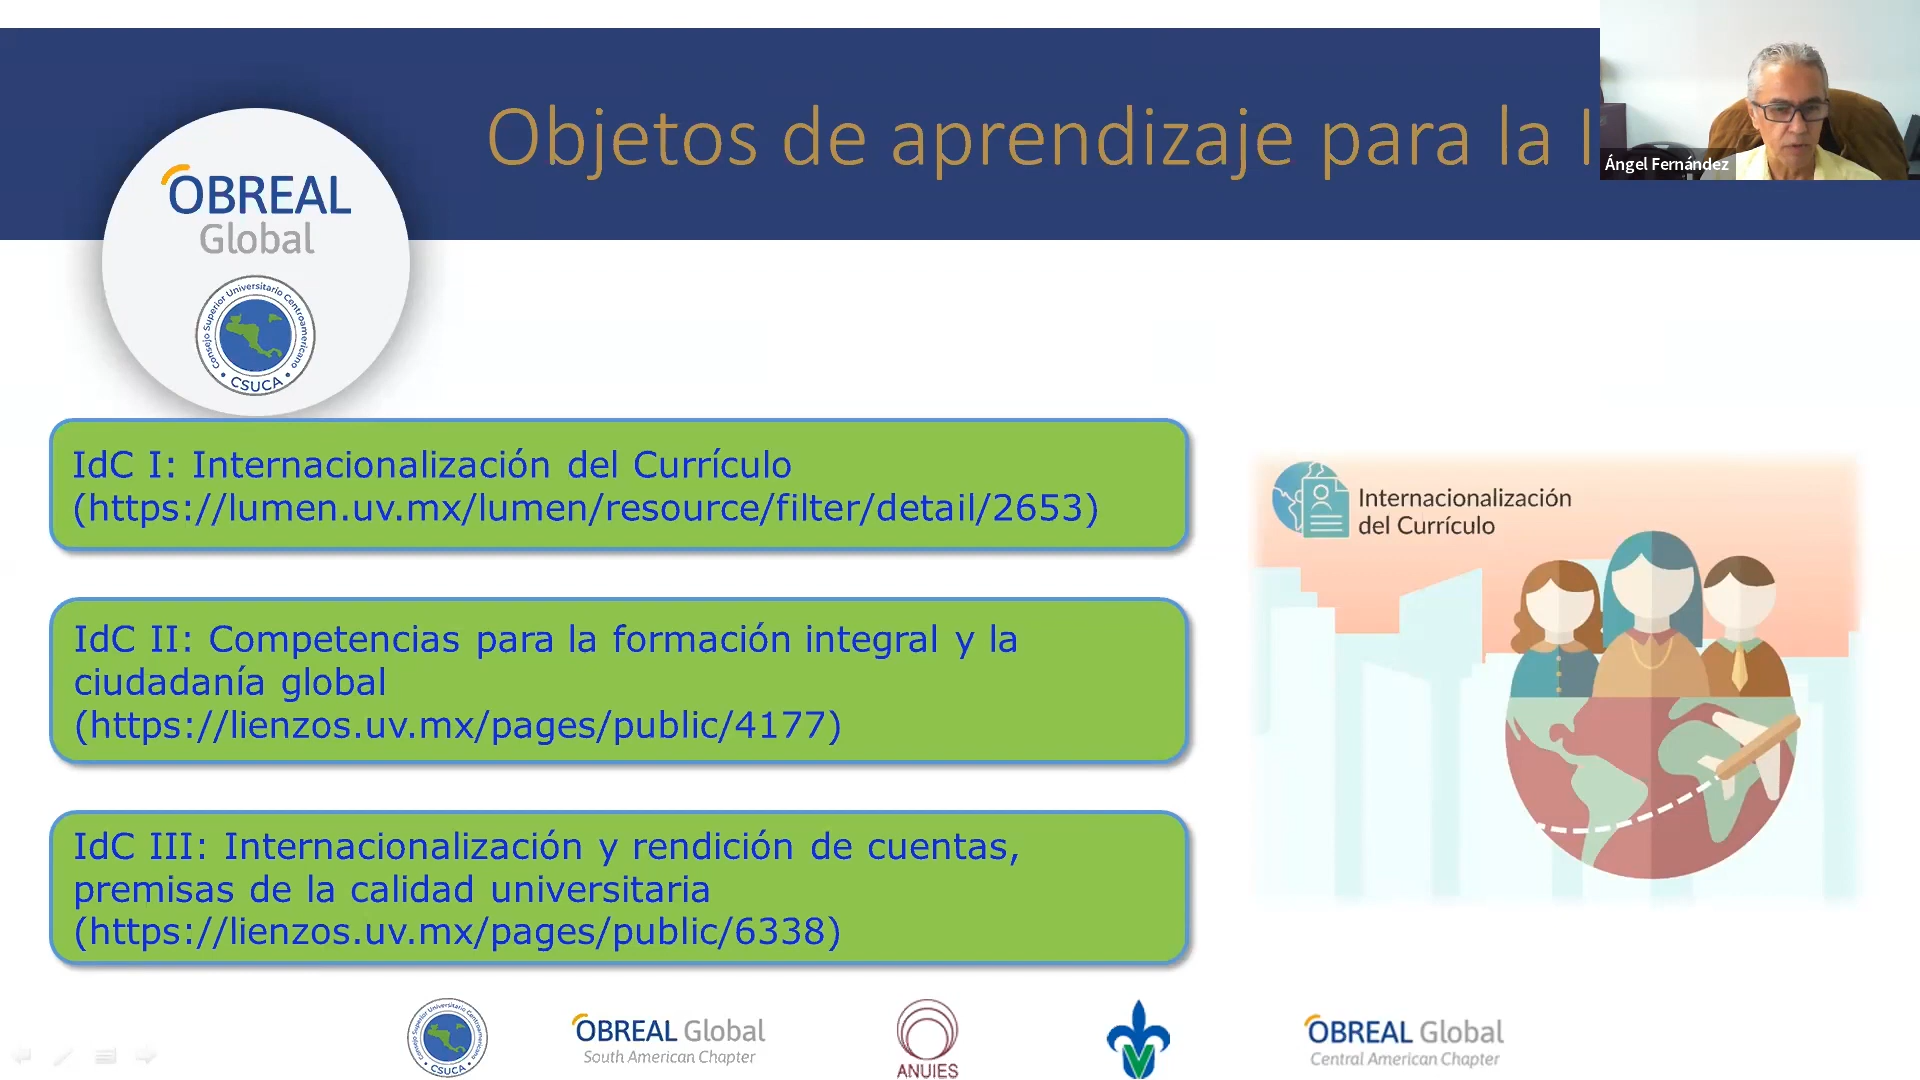 Objetos de aprendizaje para la I
Ángel Fernández
OBREAL
Global
Consejo Superior Universitario Centroamericano
• CSUCA •
IdC I: Internacionalización del Currículo
(https://lumen.uv.mx/lumen/resource/filter/detail/2653)
IdC II: Competencias para la formación integral y la
ciudadanía global
(https://lienzos.uv.mx/pages/public/4177)
IdC III: Internacionalización y rendición de cuentas,
premisas de la calidad universitaria
(https://lienzos.uv.mx/pages/public/6338)
Internacionalización
del Currículo
Consejo Superior Universitario Centroamericano
• CSUCA •
OBREAL Global
South American Chapter
ANUIES
OBREAL Global
Central American Chapter